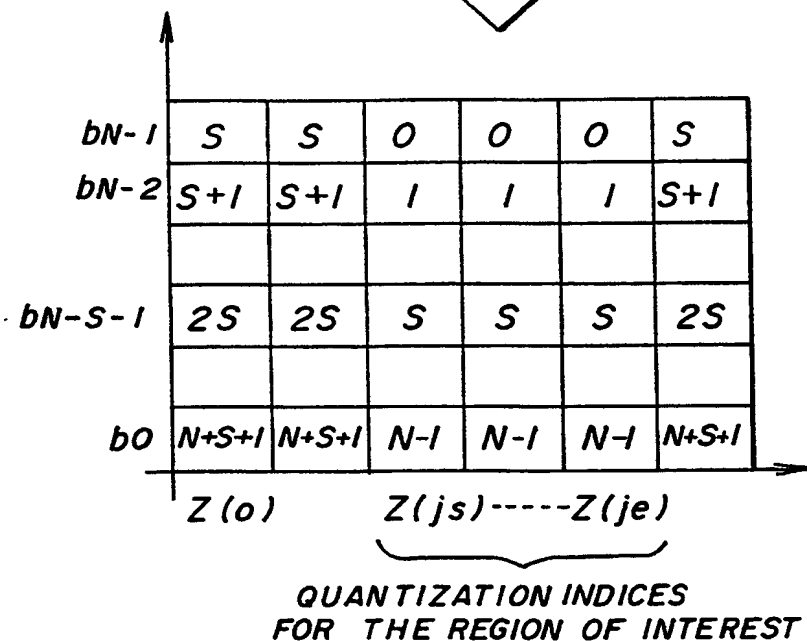 bN-1 S S 0 0 0 S
bN-2 S+1 S+1 1 1 1 S+1
bN-S-1 2S 2S S S S 2S
b0 N+S+1 N+S+1 N-1 N-1 N-1 N+S+1
Z(0) Z(js)-----Z(je)
QUANTIZATION INDICES
FOR THE REGION OF INTEREST